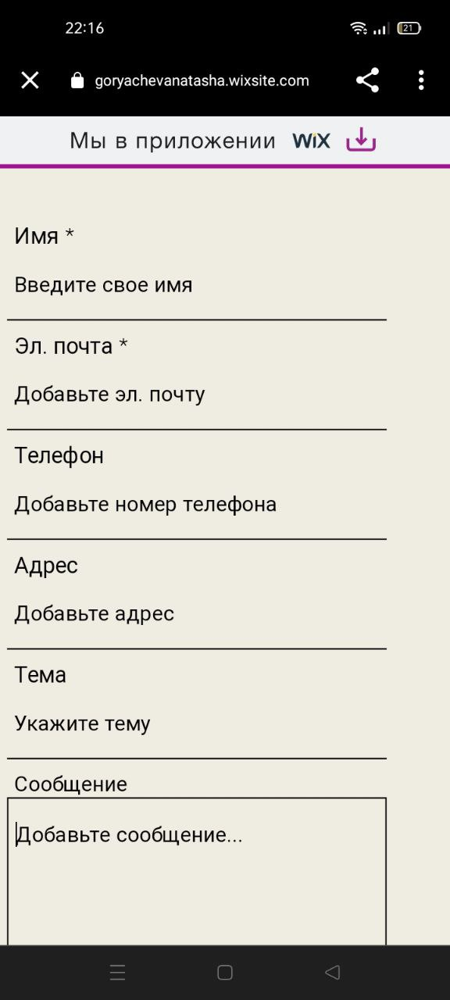 22:16
21
goryachevanatasha.wixsite.com
Мы в приложении WiX
Имя *
Введите свое имя
Эл. почта *
Добавьте эл. почту
Телефон
Добавьте номер телефона
Адрес
Добавьте адрес
Тема
Укажите тему
Сообщение
Добавьте сообщение...